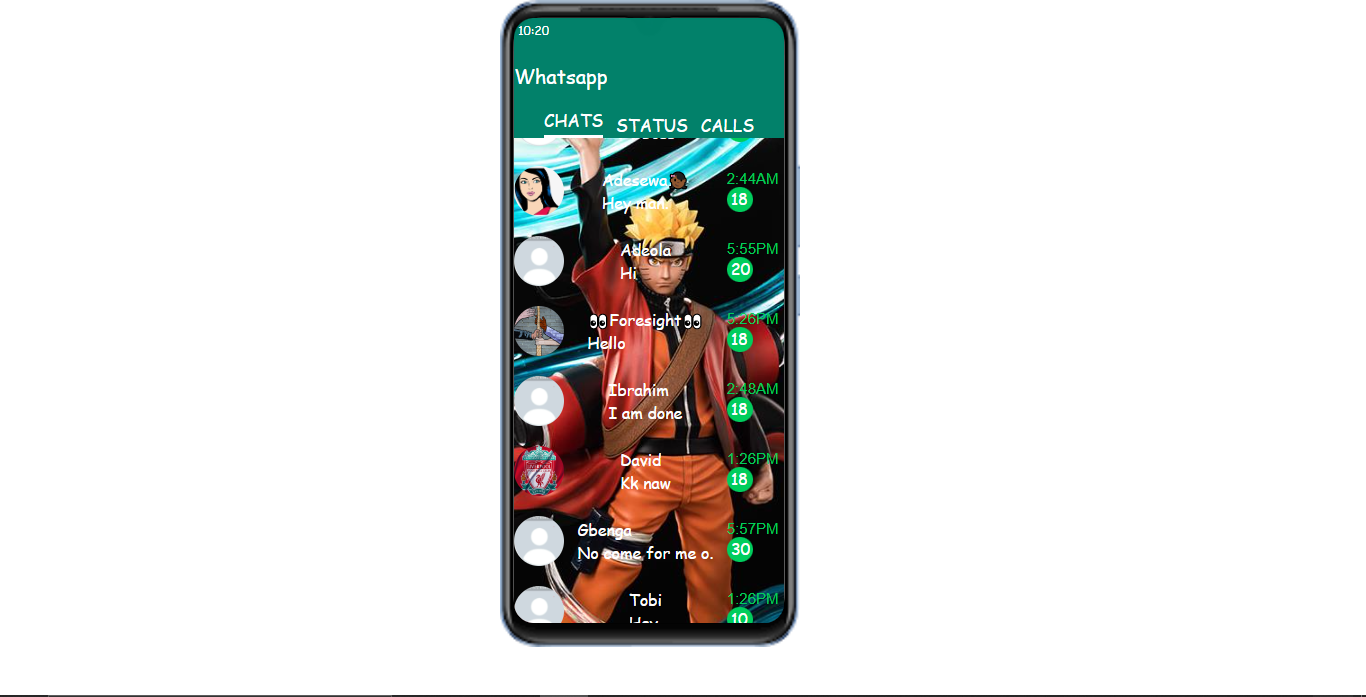 10:20
Whatsapp
CHATS STATUS CALLS
Adesewa. 2:44AM
Hey man. 18
Adeola 5:55PM
Hi 20
👀Foresight👀 5:26PM
Hello 18
Ibrahim 2:48AM
I am done 18
David 1:26PM
Kk naw 18
Gbenga 5:57PM
No come for me o. 30
Tobi 1:26PM
10